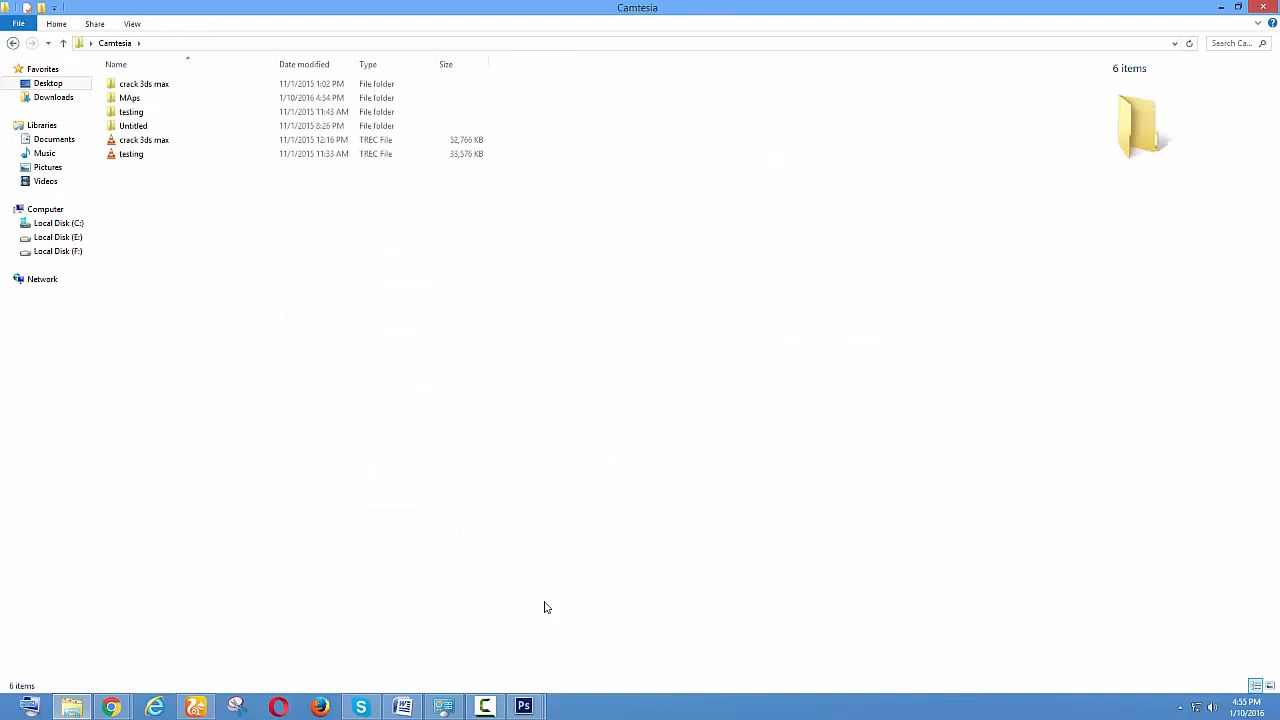 Camtesia
File Home Share View
Camtesia Search Ca...
Name Date modified Type Size
Favorites
Desktop
Downloads
Libraries
Documents
Music
Pictures
Videos
Computer
Local Disk (C:)
Local Disk (E:)
Local Disk (F:)
Network
crack 3ds max 11/1/2015 1:02 PM File folder
MAps 1/10/2016 4:54 PM File folder
testing 11/1/2015 11:43 AM File folder
Untitled 11/1/2015 8:26 PM File folder
crack 3ds max 11/1/2015 12:16 PM TREC File 52,766 KB
testing 11/1/2015 11:33 AM TREC File 33,576 KB
6 items
6 items
Ps
4:55 PM
1/10/2016